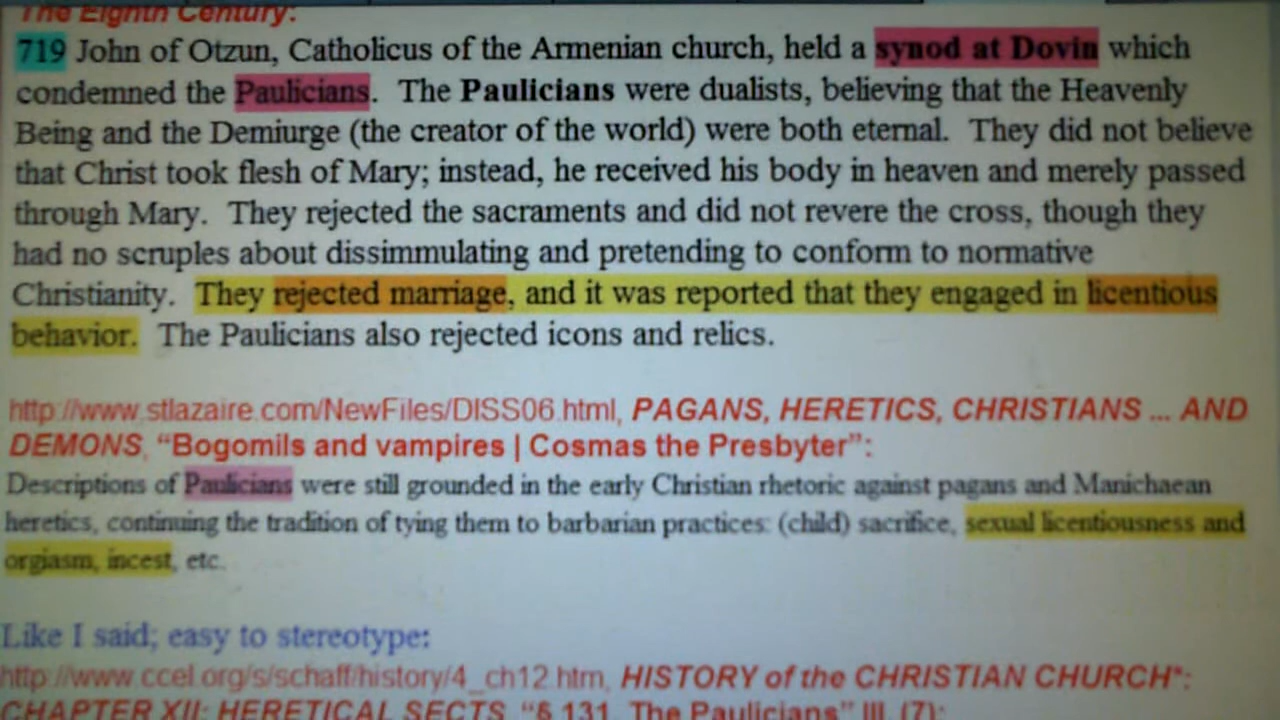 The Eighth Century:
719 John of Otzun, Catholicus of the Armenian church, held a synod at Dovin which
condemned the Paulicians. The Paulicians were dualists, believing that the Heavenly
Being and the Demiurge (the creator of the world) were both eternal. They did not believe
that Christ took flesh of Mary; instead, he received his body in heaven and merely passed
through Mary. They rejected the sacraments and did not revere the cross, though they
had no scruples about dissimmulating and pretending to conform to normative
Christianity. They rejected marriage, and it was reported that they engaged in licentious
behavior. The Paulicians also rejected icons and relics.
http://www.stlazaire.com/NewFiles/DISS06.html, PAGANS, HERETICS, CHRISTIANS ... AND
DEMONS, “Bogomils and vampires | Cosmas the Presbyter”:
Descriptions of Paulicians were still grounded in the early Christian rhetoric against pagans and Manichaean
heretics, continuing the tradition of tying them to barbarian practices: (child) sacrifice, sexual licentiousness and
orgiasm, incest, etc.
Like I said; easy to stereotype:
http://www.ccel.org/s/schaff/history/4_ch12.htm, HISTORY of the CHRISTIAN CHURCH*:
CHAPTER XII: HERETICAL SECTS, “§ 131. The Paulicians” III. (7):